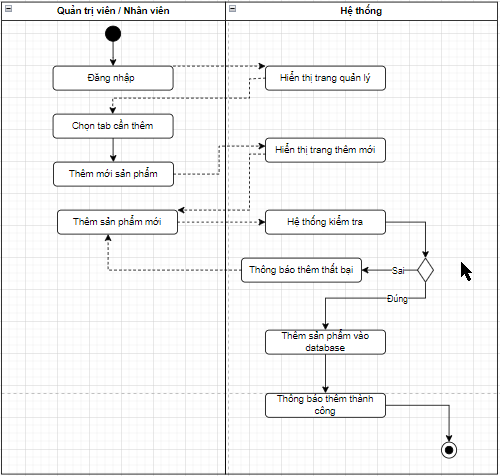 Quản trị viên / Nhân viên
Hệ thống
Đăng nhập
Hiển thị trang quản lý
Chọn tab cần thêm
Hiển thị trang thêm mới
Thêm mới sản phẩm
Thêm sản phẩm mới
Hệ thống kiểm tra
Thông báo thêm thất bại
Sai
Đúng
Thêm sản phẩm vào
database
Thông báo thêm thành
công